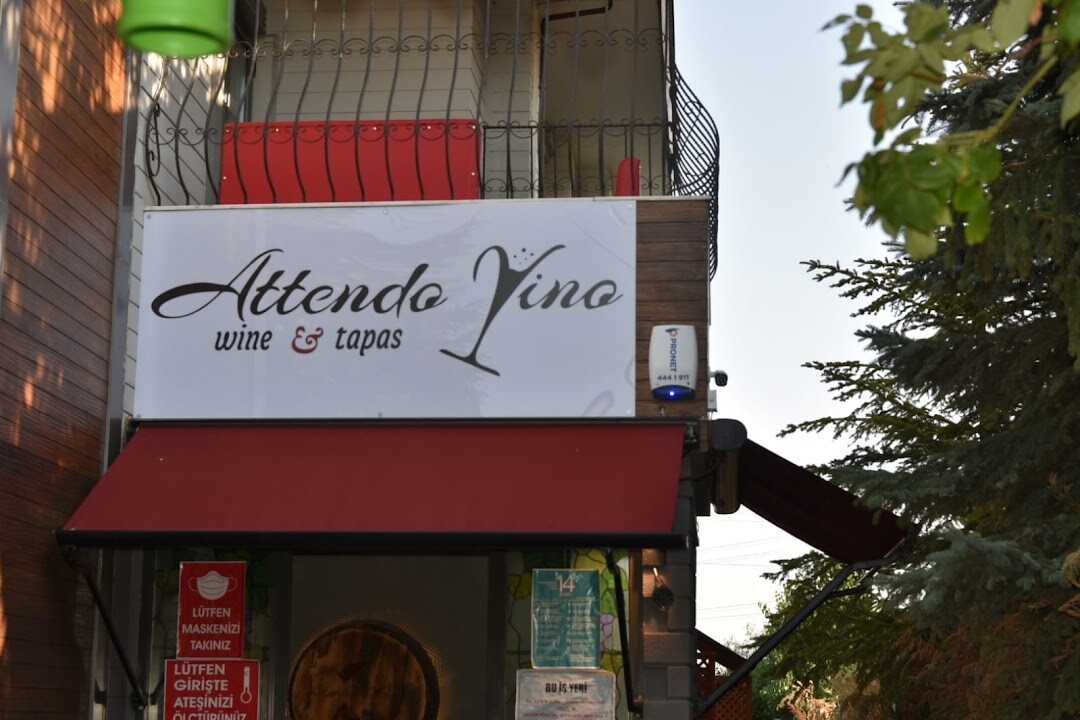 Attendo Vino
wine & tapas
PRONET
444 1 911
LÜTFEN
MASKENİZİ
TAKINIZ
LÜTFEN
GİRİŞTE
ATEŞİNİZİ
ÖLÇTÜRÜNÜZ
14
BU İŞ YERİ